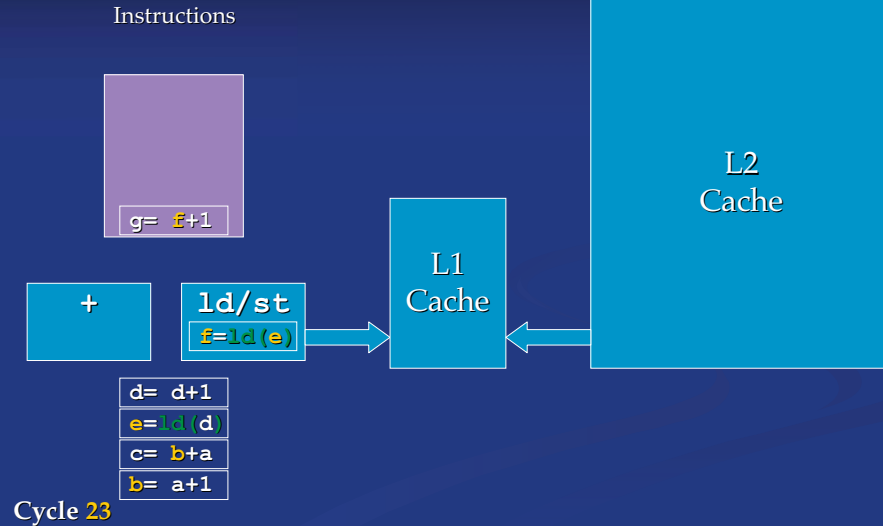 Instructions
g= f+1
+
ld/st
f=ld(e)
L1
Cache
L2
Cache
d= d+1
e=ld(d)
c= b+a
b= a+1
Cycle 23